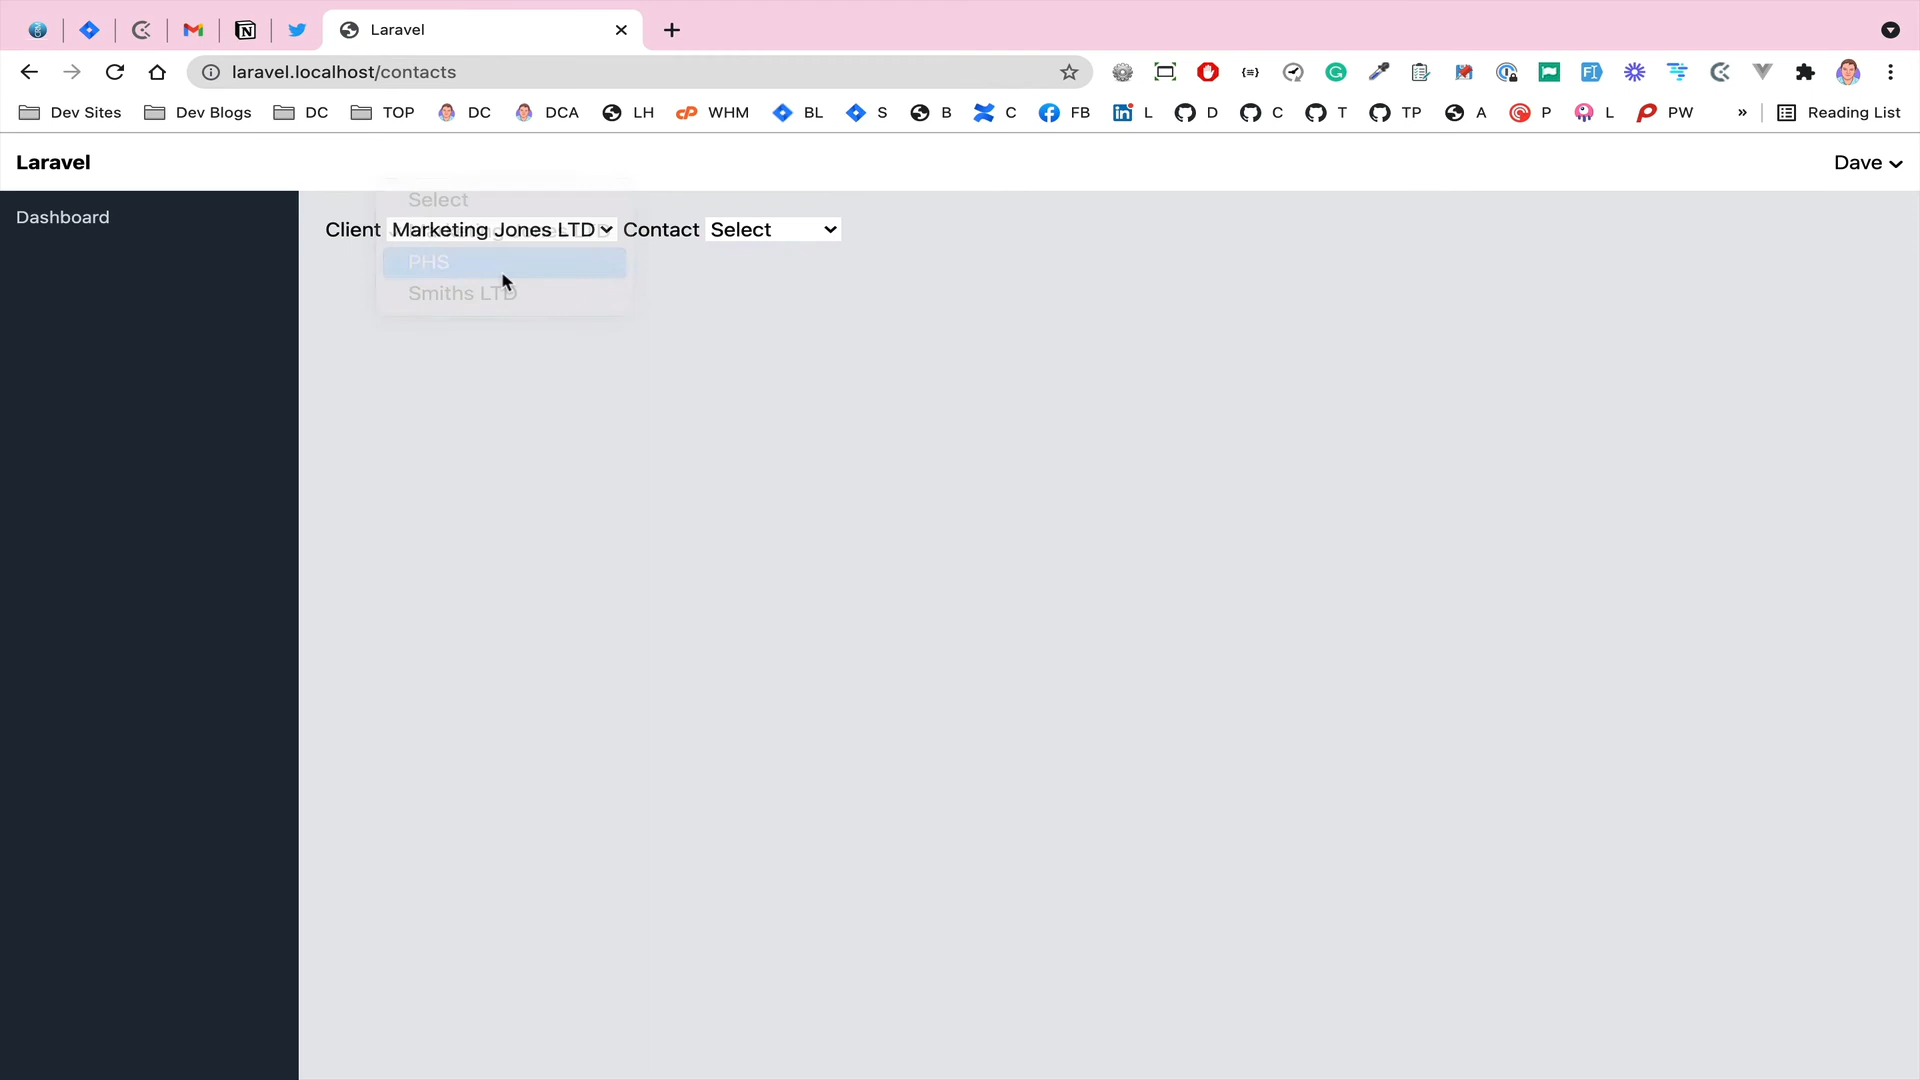 Laravel
laravel.localhost/contacts
Dev Sites Dev Blogs DC TOP DC DCA LH WHM BL S B C FB L D C T TP A P L PW » Reading List
Laravel Dave
Dashboard
Select
Client Marketing Jones LTD Contact Select
PHS
Smiths LTD